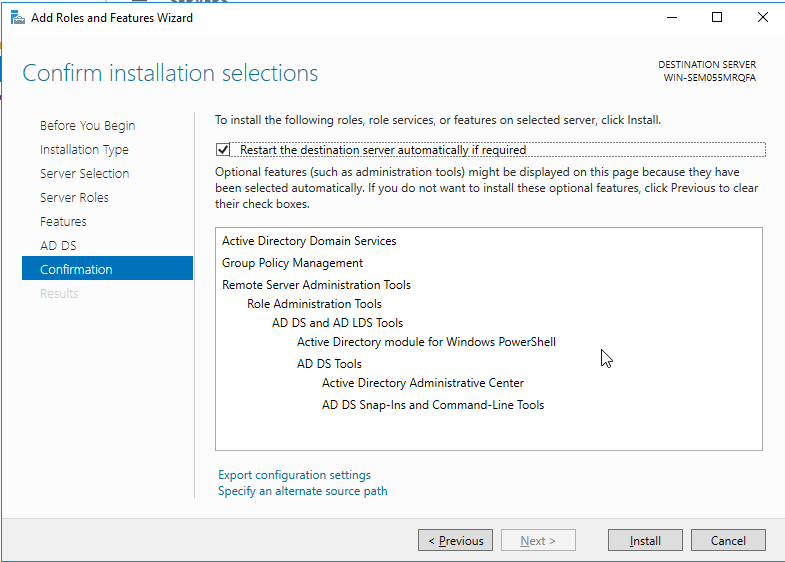 Add Roles and Features Wizard
Confirm installation selections
DESTINATION SERVER
WIN-SEM055MRQFA
Before You Begin
Installation Type
Server Selection
Server Roles
Features
AD DS
Confirmation
Results
To install the following roles, role services, or features on selected server, click Install.
Restart the destination server automatically if required
Optional features (such as administration tools) might be displayed on this page because they have
been selected automatically. If you do not want to install these optional features, click Previous to clear
their check boxes.
Active Directory Domain Services
Group Policy Management
Remote Server Administration Tools
Role Administration Tools
AD DS and AD LDS Tools
Active Directory module for Windows PowerShell
AD DS Tools
Active Directory Administrative Center
AD DS Snap-Ins and Command-Line Tools
Export configuration settings
Specify an alternate source path
< Previous
Next >
Install
Cancel